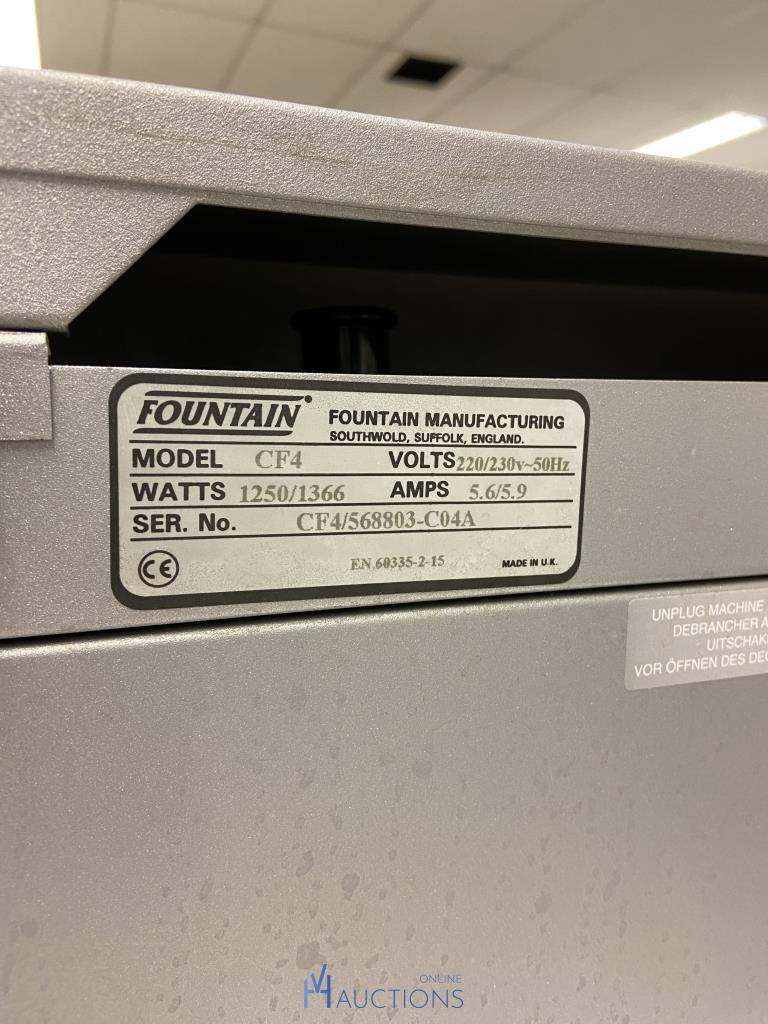 FOUNTAIN
FOUNTAIN MANUFACTURING
SOUTHWOLD, SUFFOLK, ENGLAND.
MODEL CF4 VOLTS 220/230v~50Hz
WATTS 1250/1366 AMPS 5.6/5.9
SER. No. CF4/568803-C04A
CE EN 60335-2-15 MADE IN U.K.
UNPLUG MACHINE
DEBRANCHER
VOR ÖFFNEN DES
ONLINE
V4 AUCTIONS